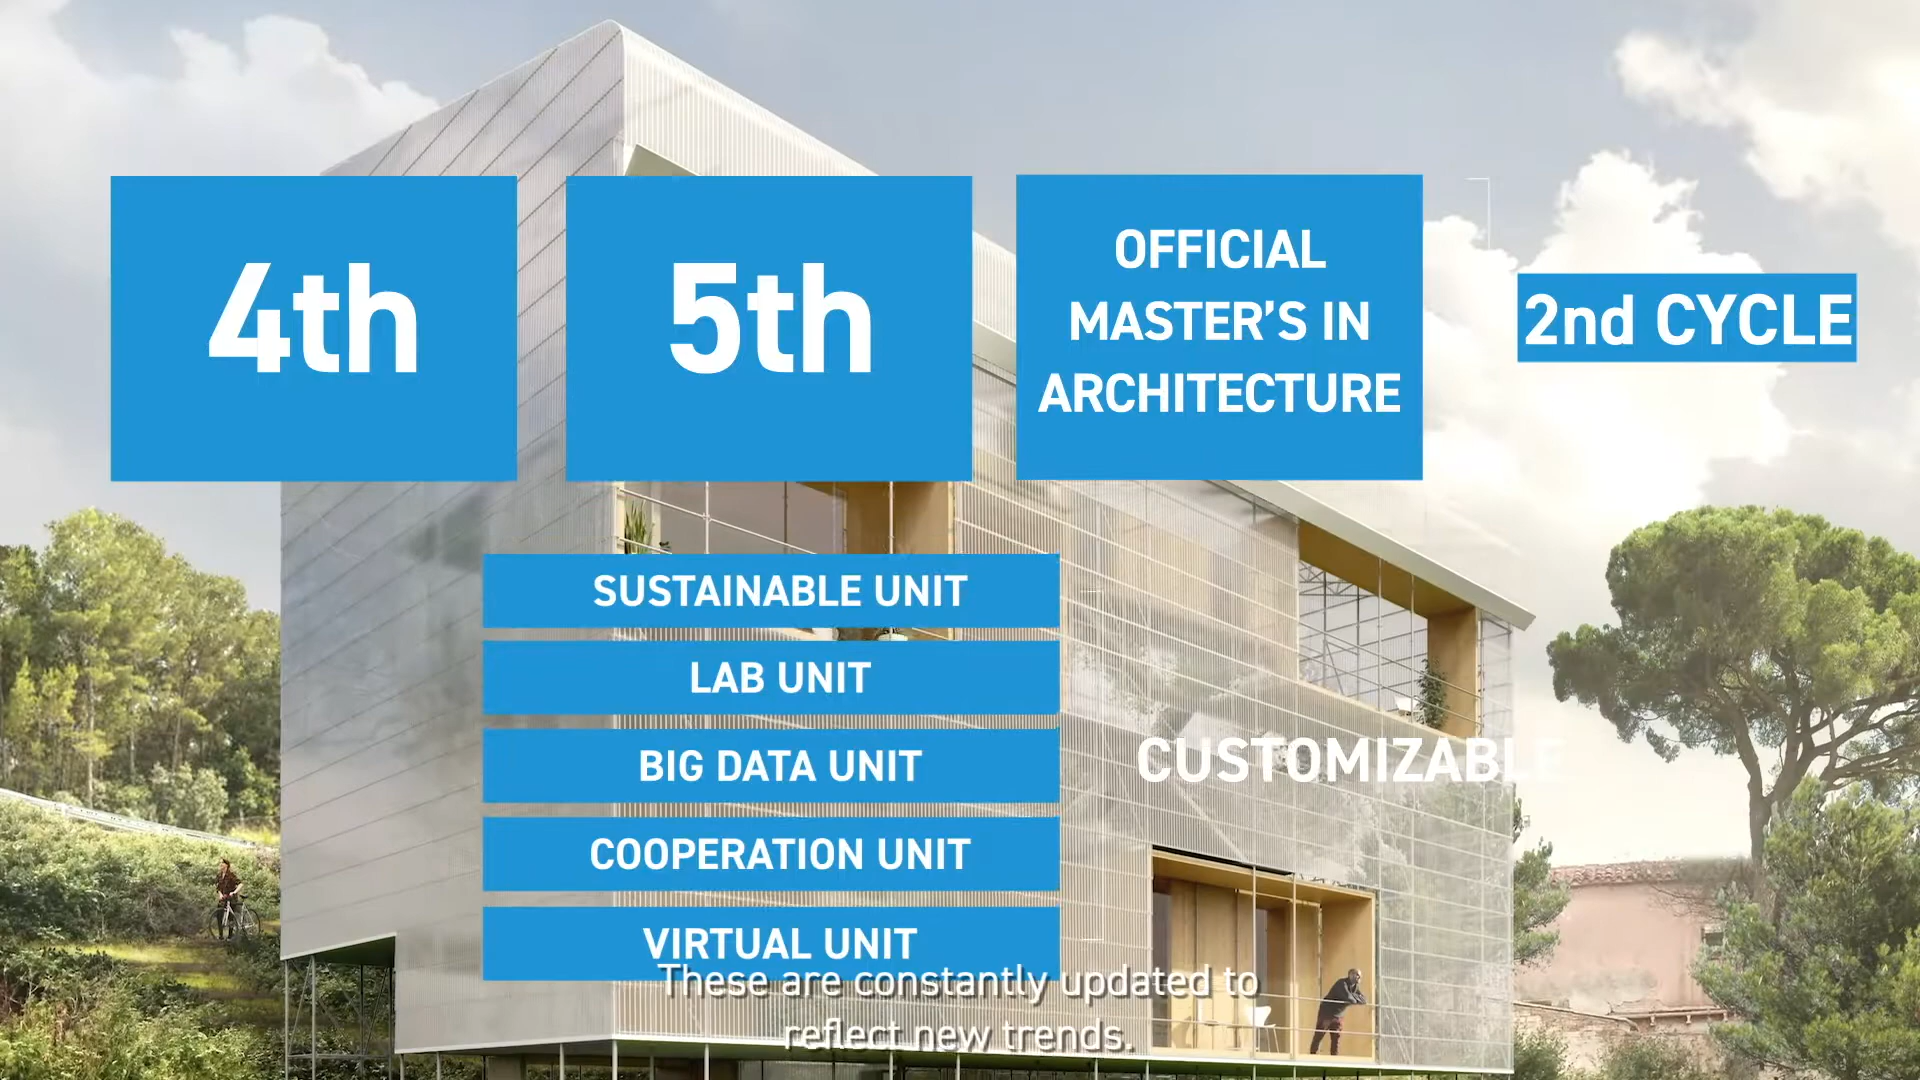 4th
5th
OFFICIAL
MASTER'S IN
ARCHITECTURE
2nd CYCLE
SUSTAINABLE UNIT
LAB UNIT
BIG DATA UNIT
COOPERATION UNIT
VIRTUAL UNIT
CUSTOMIZABLE
These are constantly updated to
reflect new trends.